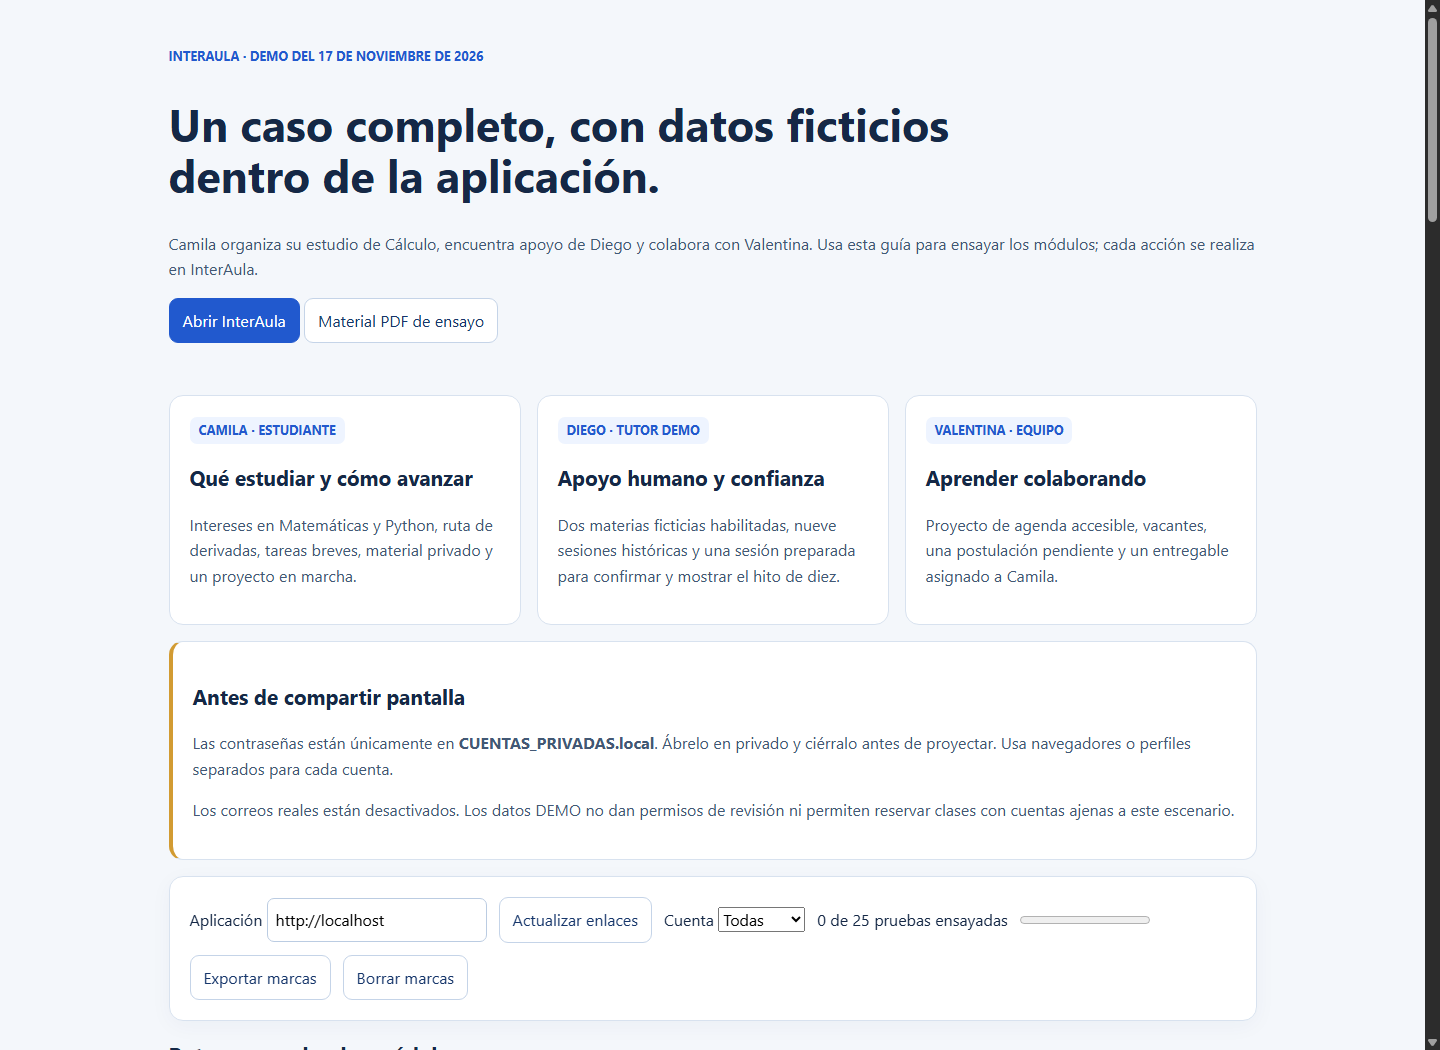 INTERAULA · DEMO DEL 17 DE NOVIEMBRE DE 2026
Un caso completo, con datos ficticios
dentro de la aplicación.
Camila organiza su estudio de Cálculo, encuentra apoyo de Diego y colabora con Valentina. Usa esta guía para ensayar los módulos; cada acción se realiza
en InterAula.
Abrir InterAula
Material PDF de ensayo
CAMILA · ESTUDIANTE
Qué estudiar y cómo avanzar
Intereses en Matemáticas y Python, ruta de
derivadas, tareas breves, material privado y
un proyecto en marcha.
DIEGO · TUTOR DEMO
Apoyo humano y confianza
Dos materias ficticias habilitadas, nueve
sesiones históricas y una sesión preparada
para confirmar y mostrar el hito de diez.
VALENTINA · EQUIPO
Aprender colaborando
Proyecto de agenda accesible, vacantes,
una postulación pendiente y un entregable
asignado a Camila.
Antes de compartir pantalla
Las contraseñas están únicamente en CUENTAS_PRIVADAS.local. Ábrelo en privado y ciérralo antes de proyectar. Usa navegadores o perfiles
separados para cada cuenta.
Los correos reales están desactivados. Los datos DEMO no dan permisos de revisión ni permiten reservar clases con cuentas ajenas a este escenario.
Aplicación http://localhost Actualizar enlaces Cuenta Todas 0 de 25 pruebas ensayadas
Exportar marcas Borrar marcas